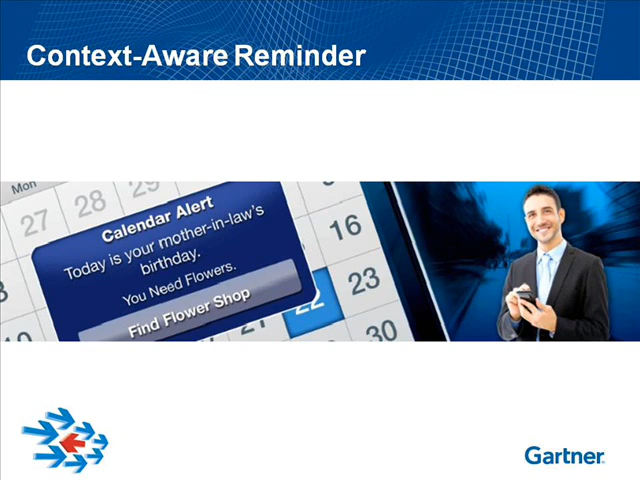 Context-Aware Reminder
Mon
27 28 29
Calendar Alert
Today is your mother-in-law's
birthday.
You Need Flowers.
Find Flower Shop
16
21 22 23
30
Gartner